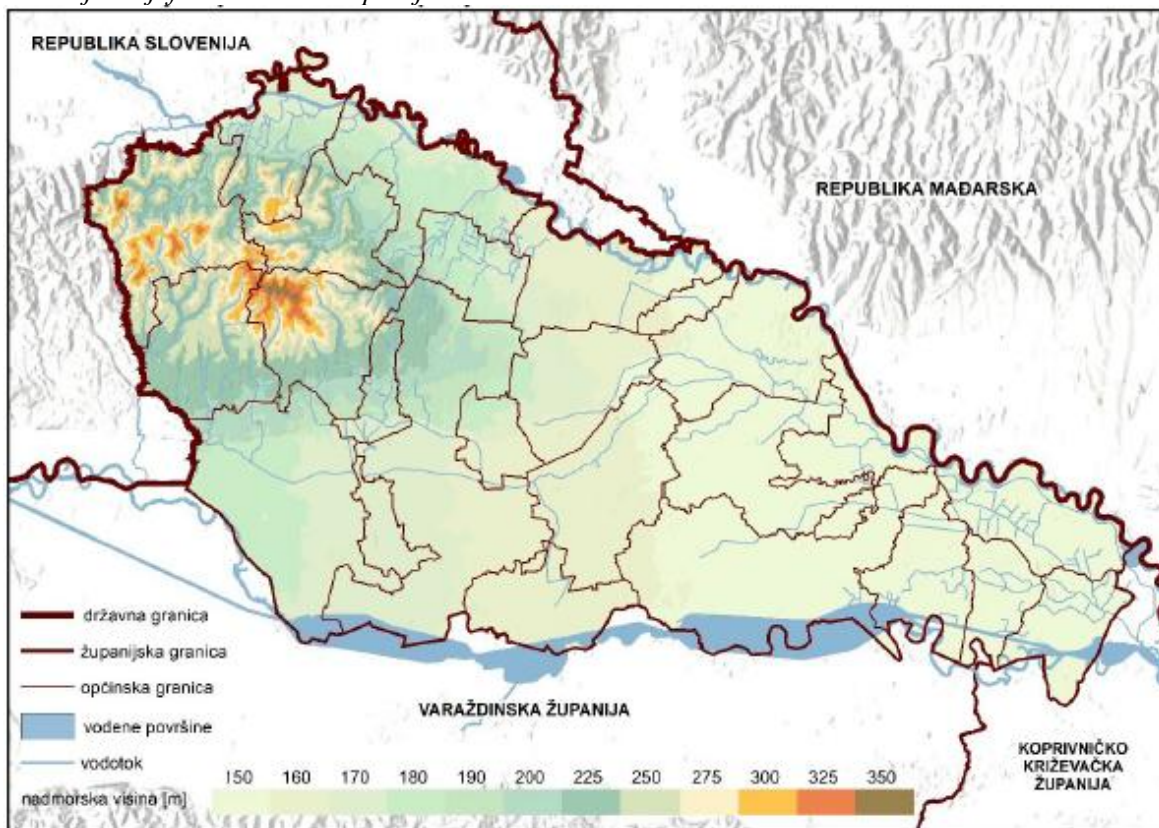 REPUBLIKA SLOVENIJA
REPUBLIKA MAĐARSKA
državna granica
županijska granica
općinska granica
vodene površine
vodotok
VARAŽDINSKA ŽUPANIJA
KOPRIVNIČKO
KRIŽEVAČKA
ŽUPANIJA
150 160 170 180 190 200 225 250 275 300 325 350
nadmorska visina [m]